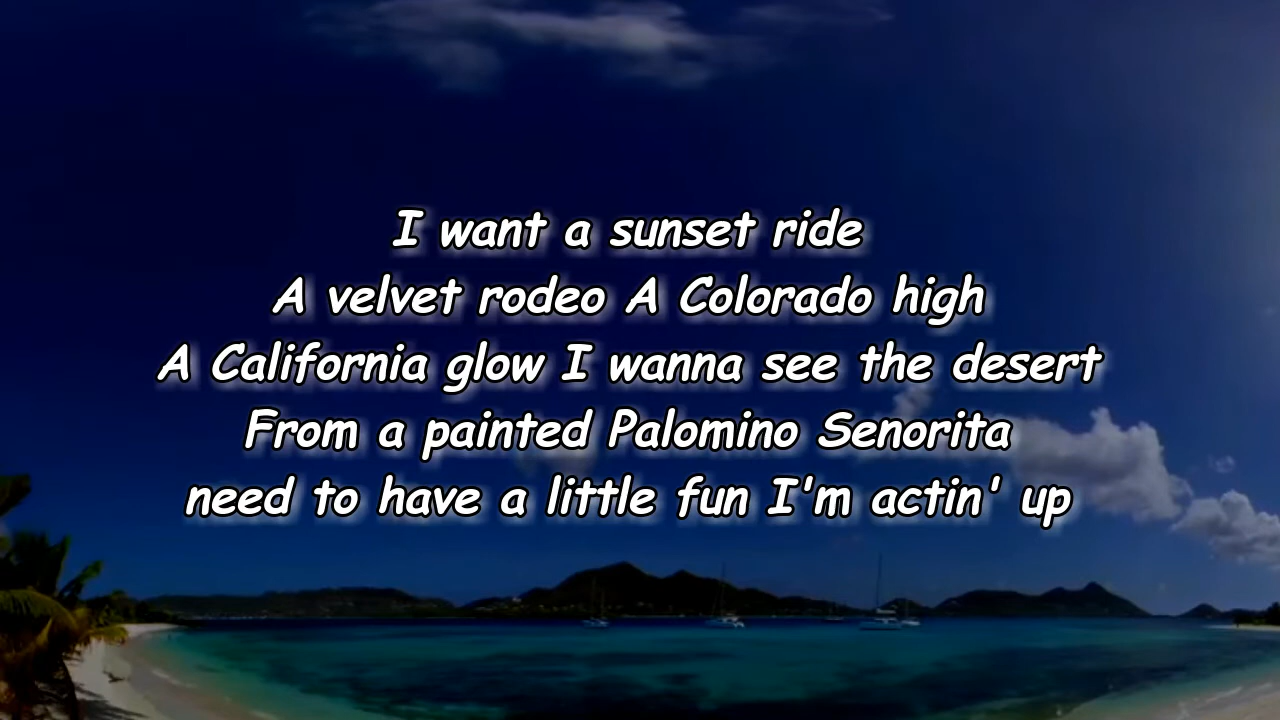 I want a sunset ride
A velvet rodeo A Colorado high
A California glow I wanna see the desert
From a painted Palomino Senorita
need to have a little fun I'm actin' up